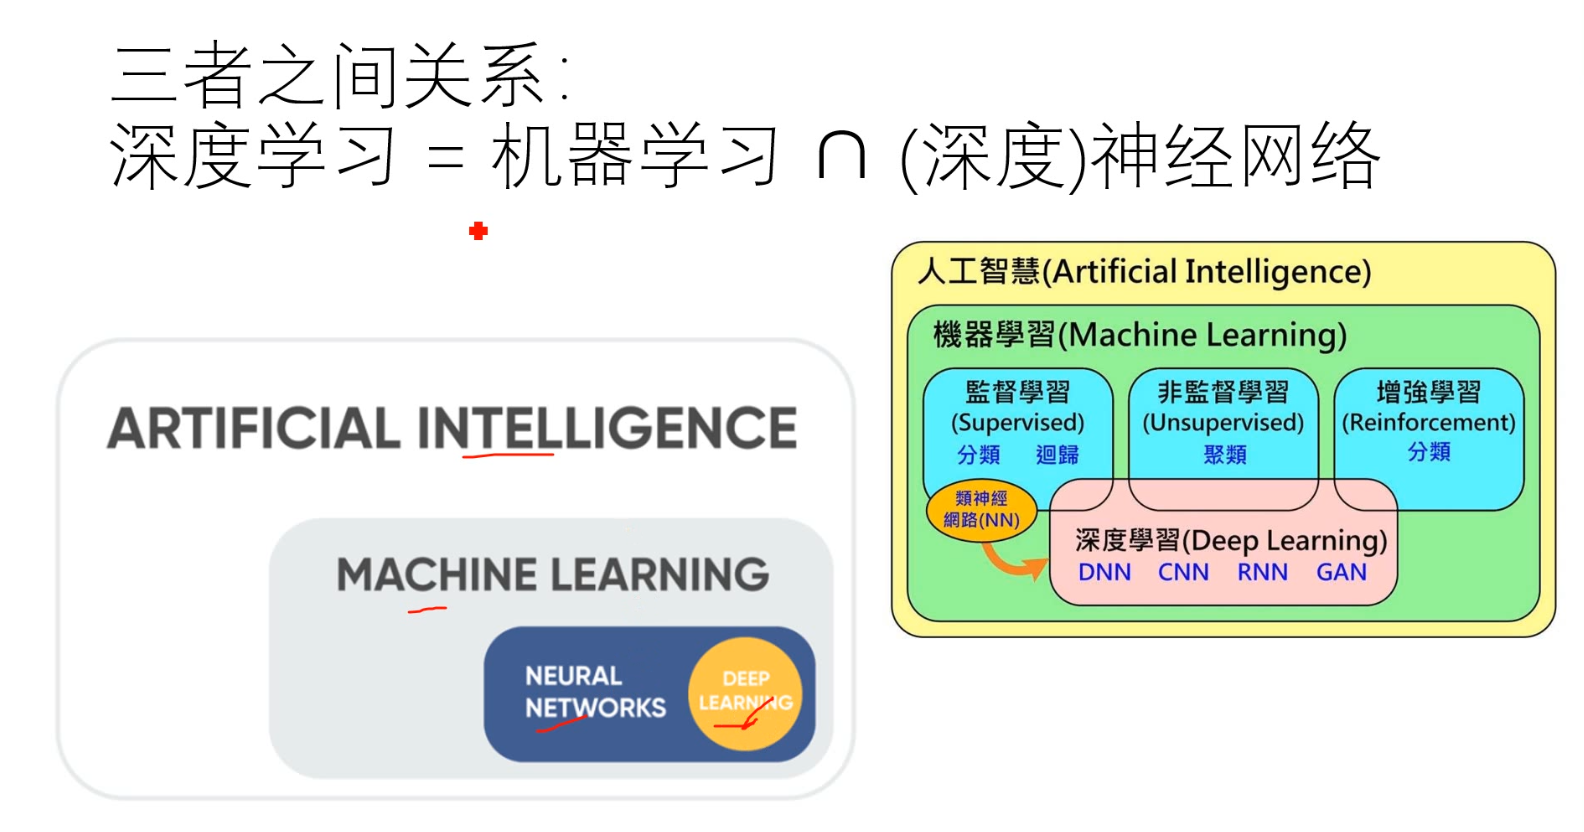 三者之间关系：
深度学习 = 机器学习 ∩ (深度)神经网络
ARTIFICIAL INTELLIGENCE
MACHINE LEARNING
NEURAL
NETWORKS
DEEP
LEARNING
人工智慧(Artificial Intelligence)
機器學習(Machine Learning)
監督學習
(Supervised)
分類 迴歸
非監督學習
(Unsupervised)
聚類
增強學習
(Reinforcement)
分類
類神經
網路(NN)
深度學習(Deep Learning)
DNN CNN RNN GAN